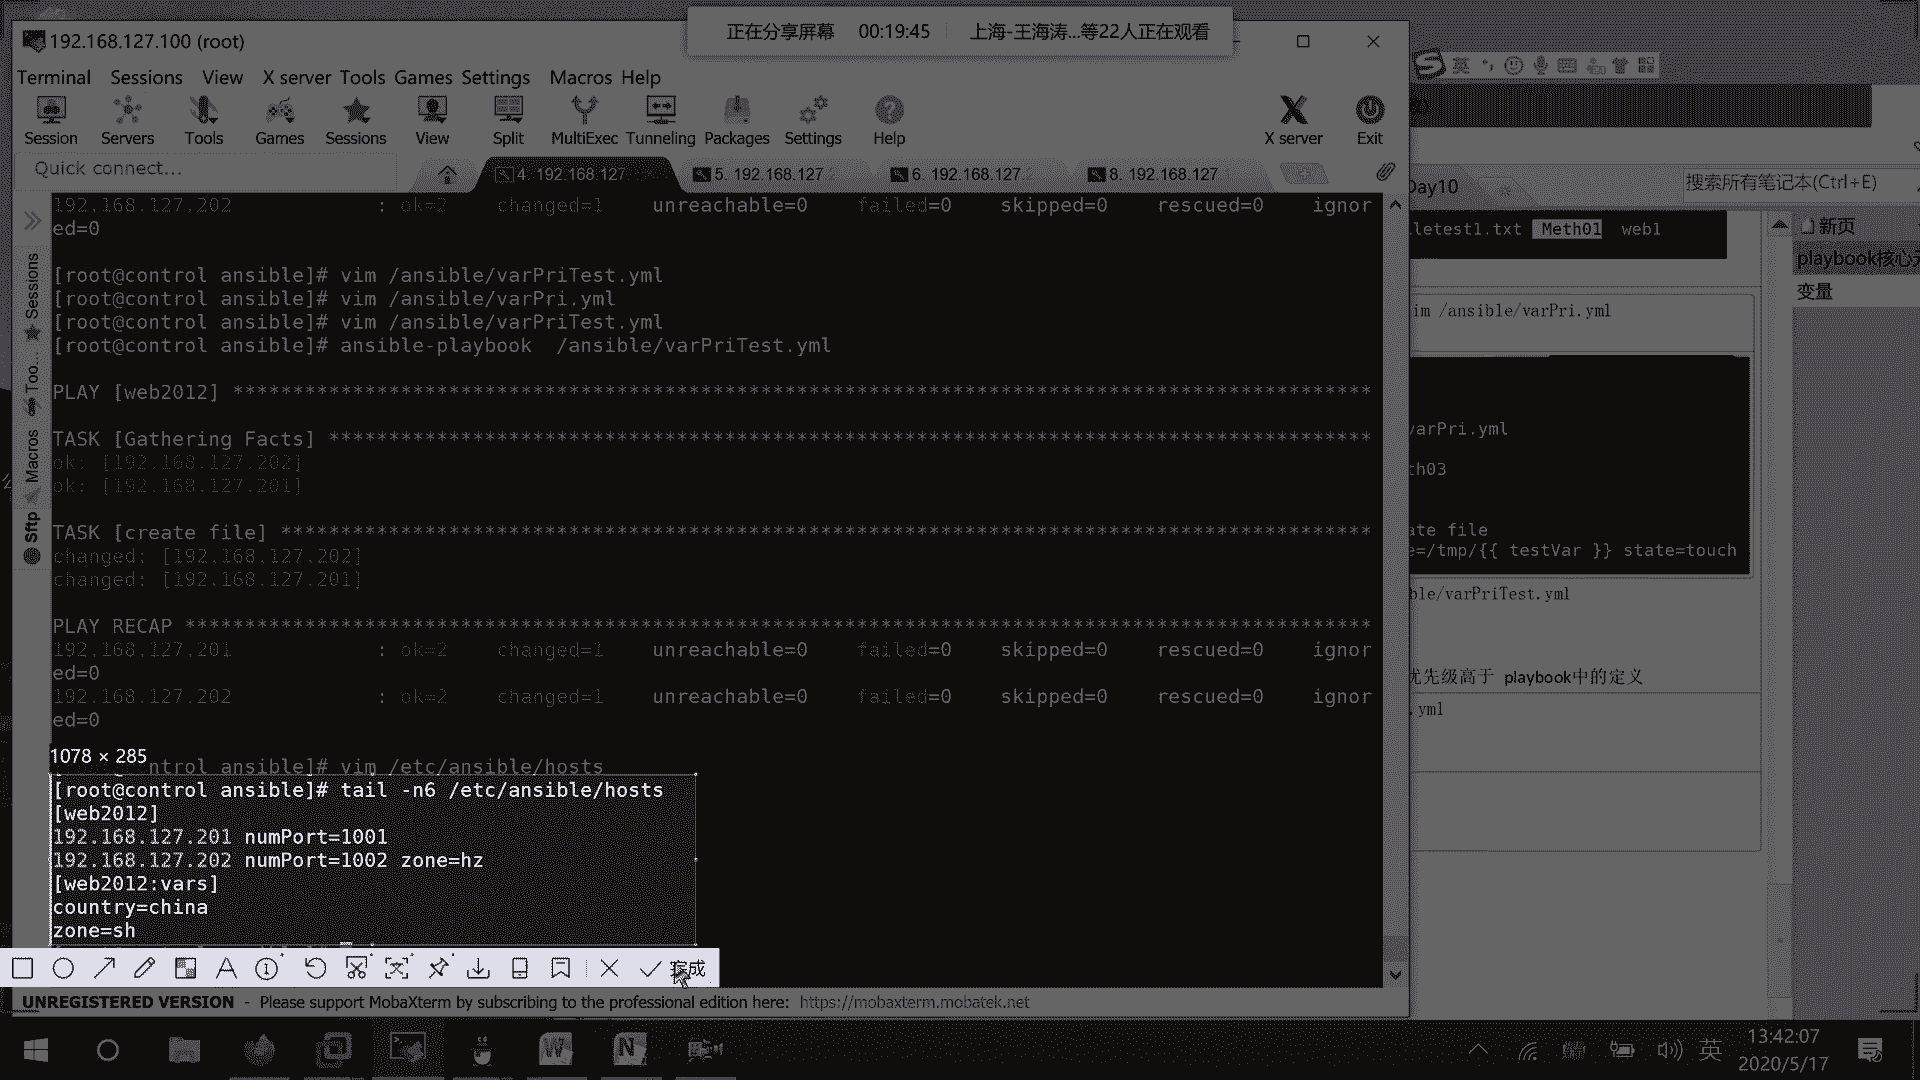 正在分享屏幕 00:19:45 上海-王海涛...等22人正在观看
192.168.127.100 (root)
Terminal Sessions View X server Tools Games Settings Macros Help
Session Servers Tools Games Sessions View Split MultiExec Tunneling Packages Settings Help X server Exit
Quick connect...
4. 192.168.127. 5. 192.168.127. 6. 192.168.127. 8. 192.168.127.
Sessions
Too...
Macros
Sftp
192.168.127.202 : ok=2 changed=1 unreachable=0 failed=0 skipped=0 rescued=0 ignor
ed=0
[root@control ansible]# vim /ansible/varPriTest.yml
[root@control ansible]# vim /ansible/varPri.yml
[root@control ansible]# vim /ansible/varPriTest.yml
[root@control ansible]# ansible-playbook /ansible/varPriTest.yml
PLAY [web2012] ****************************************************************************************
TASK [Gathering Facts] ****************************************************************************************
ok: [192.168.127.202]
ok: [192.168.127.201]
TASK [create file] ****************************************************************************************
changed: [192.168.127.202]
changed: [192.168.127.201]
PLAY RECAP ****************************************************************************************
192.168.127.201 : ok=2 changed=1 unreachable=0 failed=0 skipped=0 rescued=0 ignor
ed=0
192.168.127.202 : ok=2 changed=1 unreachable=0 failed=0 skipped=0 rescued=0 ignor
ed=0
1078 × 285
ntrol ansible]# vim /etc/ansible/hosts
[root@control ansible]# tail -n6 /etc/ansible/hosts
[web2012]
192.168.127.201 numPort=1001
192.168.127.202 numPort=1002 zone=hz
[web2012:vars]
country=china
zone=sh
完成
UNREGISTERED VERSION - Please support MobaXterm by subscribing to the professional edition here: https://mobaxterm.mobatek.net
英
Day10
搜索所有笔记本(Ctrl+E)
letest1.txt Meth01 web1
新页
playbook核心元
变量
im /ansible/varPri.yml
varPri.yml
th03
ate file
e=/tmp/{{ testVar }} state=touch
ble/varPriTest.yml
优先级高于 playbook中的定义
.yml
英
13:42:07
2020/5/17